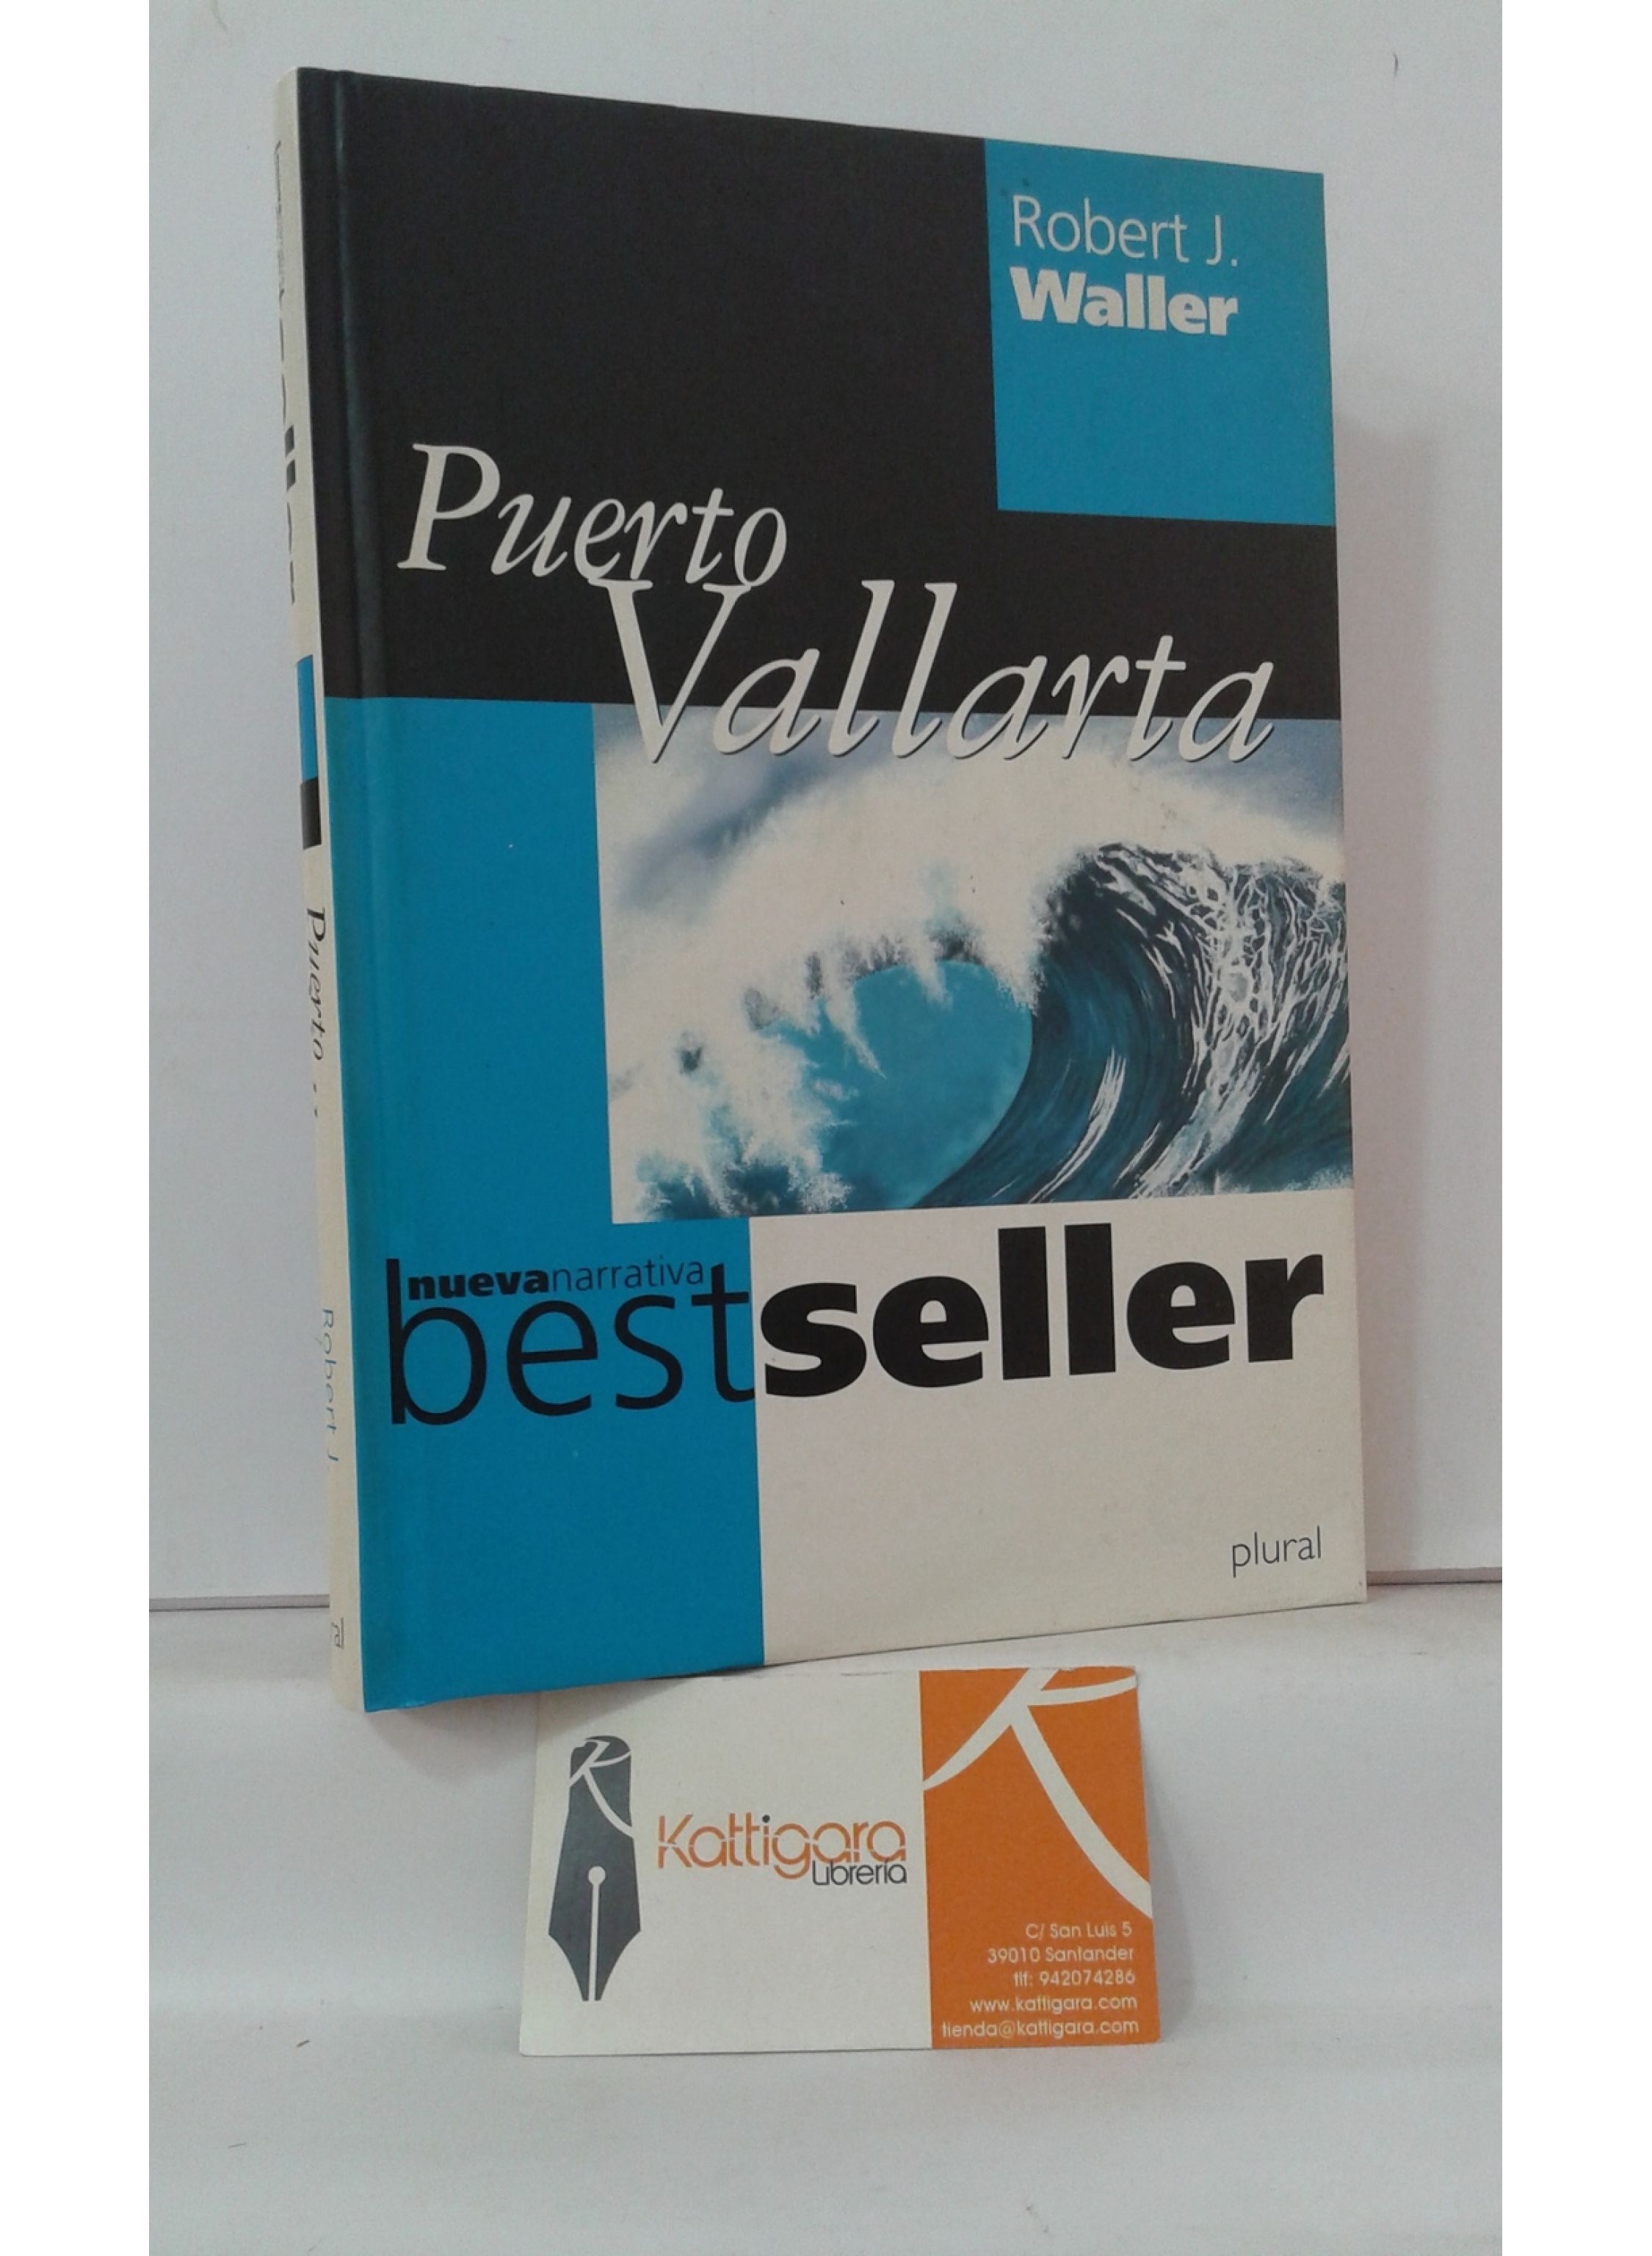 Robert J.
Waller
Puerto
Vallarta
nuevanarrativa
bestseller
plural
Puerto
Robert J.
Kattigara
Librería
C/ San Luis 5
39010 Santander
tlf: 942074286
www.kattigara.com
tienda@kattigara.com